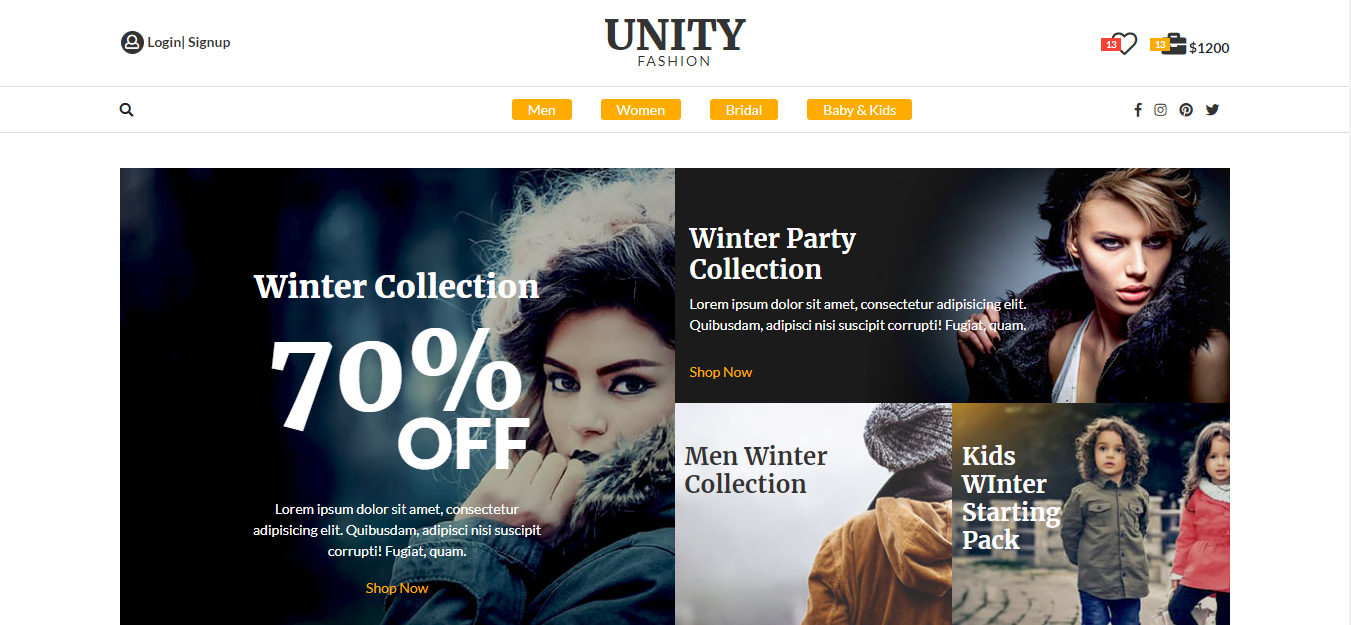 Login| Signup
UNITY
FASHION
13
13
$1200
Men
Women
Bridal
Baby & Kids
Winter Collection
70%
OFF
Lorem ipsum dolor sit amet, consectetur
adipisicing elit. Quibusdam, adipisci nisi suscipit
corrupti! Fugiat, quam.
Shop Now
Winter Party
Collection
Lorem ipsum dolor sit amet, consectetur adipisicing elit.
Quibusdam, adipisci nisi suscipit corrupti! Fugiat, quam.
Shop Now
Men Winter
Collection
Kids
WInter
Starting
Pack